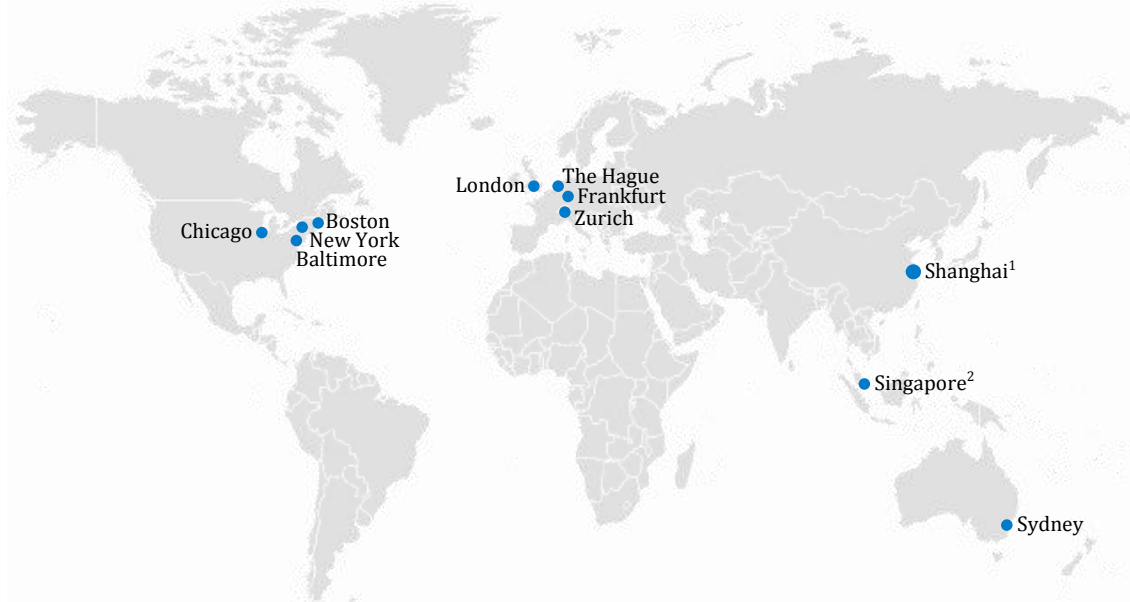 London
The Hague
Frankfurt
Zurich
Boston
Chicago
New York
Baltimore
Shanghai¹
Singapore²
Sydney